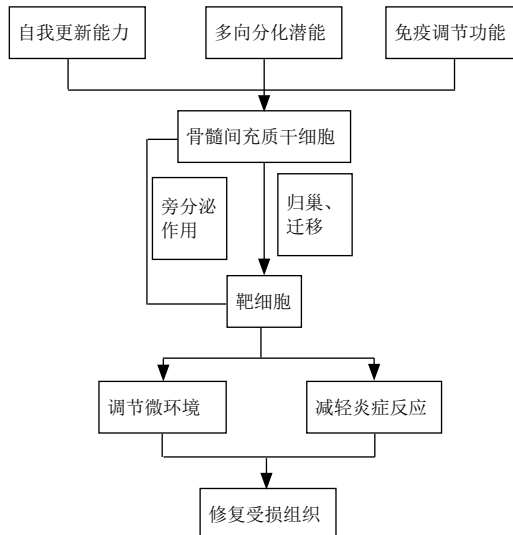 自我更新能力
多向分化潜能
免疫调节功能
骨髓间充质干细胞
旁分泌
作用
归巢、
迁移
靶细胞
调节微环境
减轻炎症反应
修复受损组织